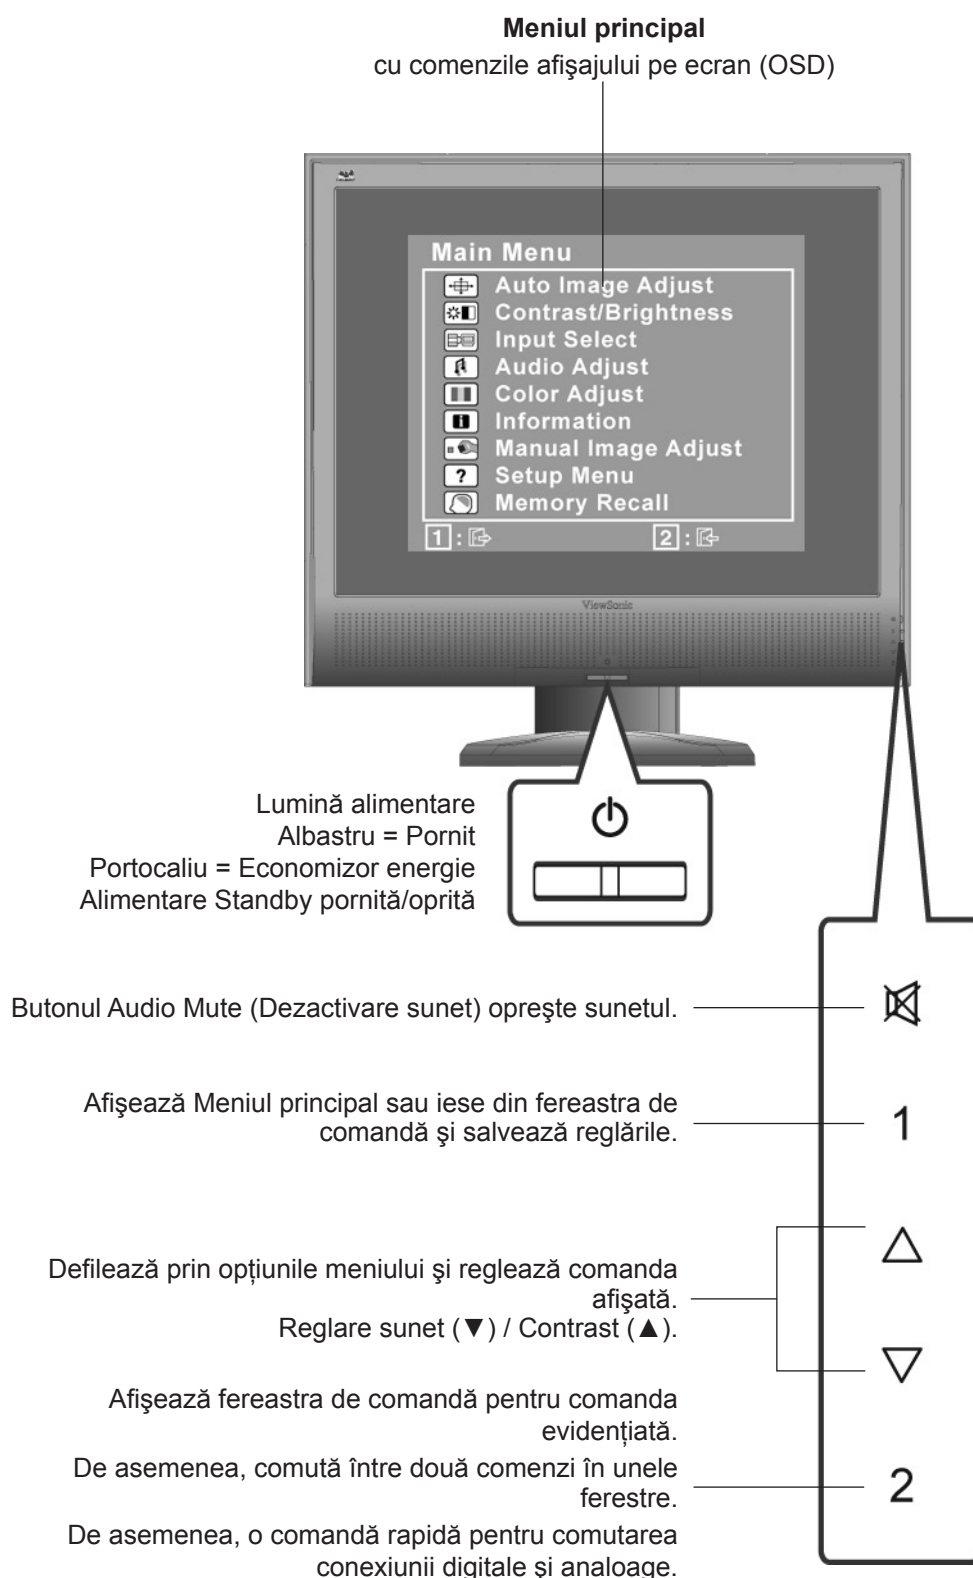 Meniul principal
cu comenzile afişajului pe ecran (OSD)
Main Menu
Auto Image Adjust
Contrast/Brightness
Input Select
Audio Adjust
Color Adjust
Information
Manual Image Adjust
Setup Menu
Memory Recall
1 :
2 :
ViewSonic
Lumină alimentare
Albastru = Pornit
Portocaliu = Economizor energie
Alimentare Standby pornită/oprită
Butonul Audio Mute (Dezactivare sunet) opreşte sunetul.
Afişează Meniul principal sau iese din fereastra de
comandă şi salvează reglările.
1
Defilează prin opţiunile meniului şi reglează comanda
afişată.
Reglare sunet (▼) / Contrast (▲).
Afişează fereastra de comandă pentru comanda
evidenţiată.
De asemenea, comută între două comenzi în unele
ferestre.
2
De asemenea, o comandă rapidă pentru comutarea
conexiunii digitale şi analoage.